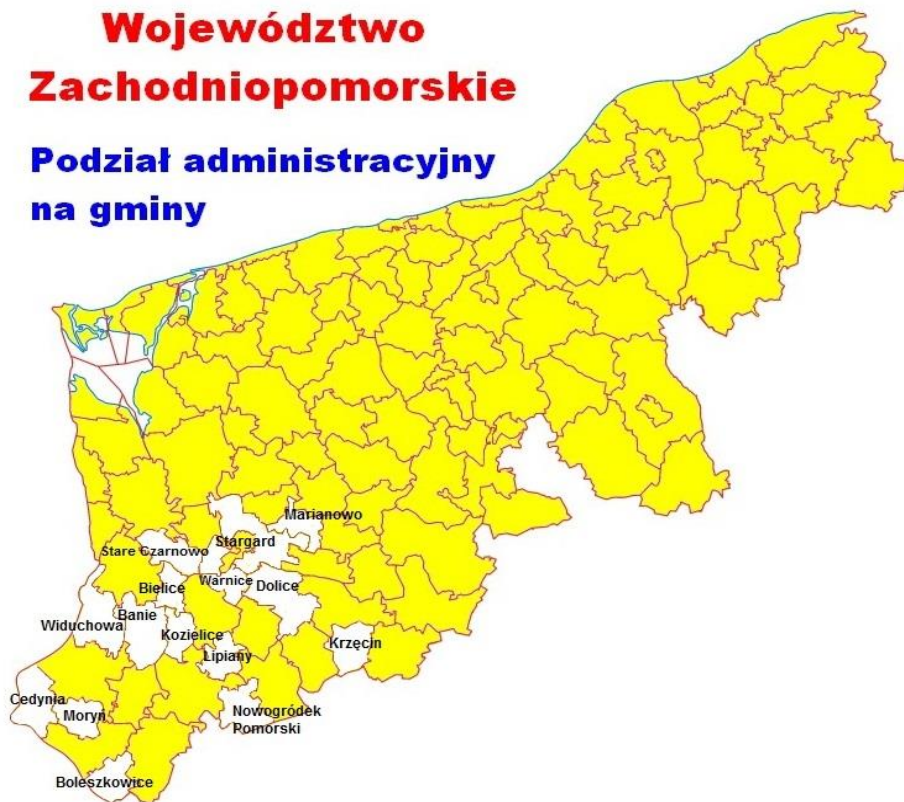 Województwo
Zachodniopomorskie
Podział administracyjny
na gminy
Marianowo
Stargard
Stare Czarnowo
Warnice
Dolice
Bielice
Banie
Widuchowa
Kozielice
Krzęcin
Lipiany
Cedynia
Moryń
Nowogródek
Pomorski
Boleszkowice